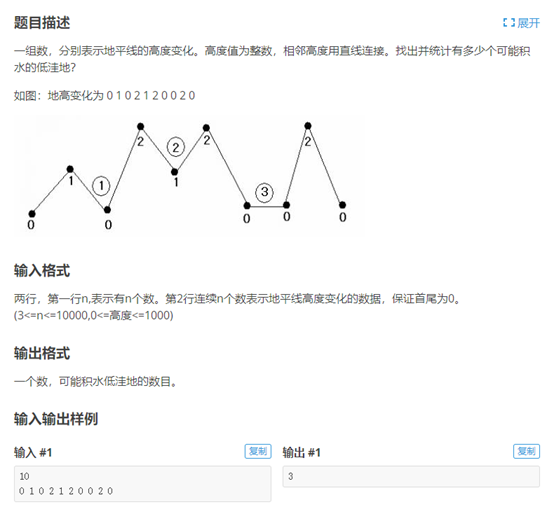 题目描述
展开
一组数，分别表示地平线的高度变化。高度值为整数，相邻高度用直线连接。找出并统计有多少个可能积
水的低洼地？
如图：地高变化为 0 1 0 2 1 2 0 0 2 0
2 2 2 2
1 1 1 3
0 0 0 0 0
输入格式
两行，第一行n,表示有n个数。第2行连续n个数表示地平线高度变化的数据，保证首尾为0。
(3<=n<=10000,0<=高度<=1000)
输出格式
一个数，可能积水低洼地的数目。
输入输出样例
输入 #1
复制
输出 #1
复制
10
0 1 0 2 1 2 0 0 2 0
3